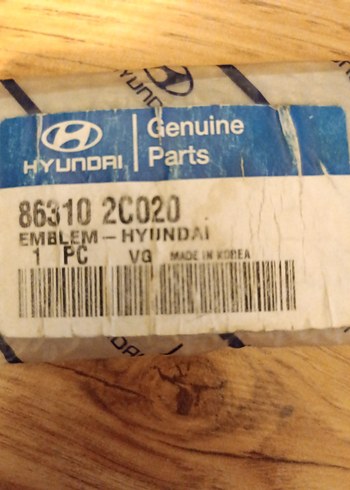 HYUNDAI
Genuine
Parts
86310 2C020
EMBLEM-HYUNDAI
1 PC VG MADE IN KOREA